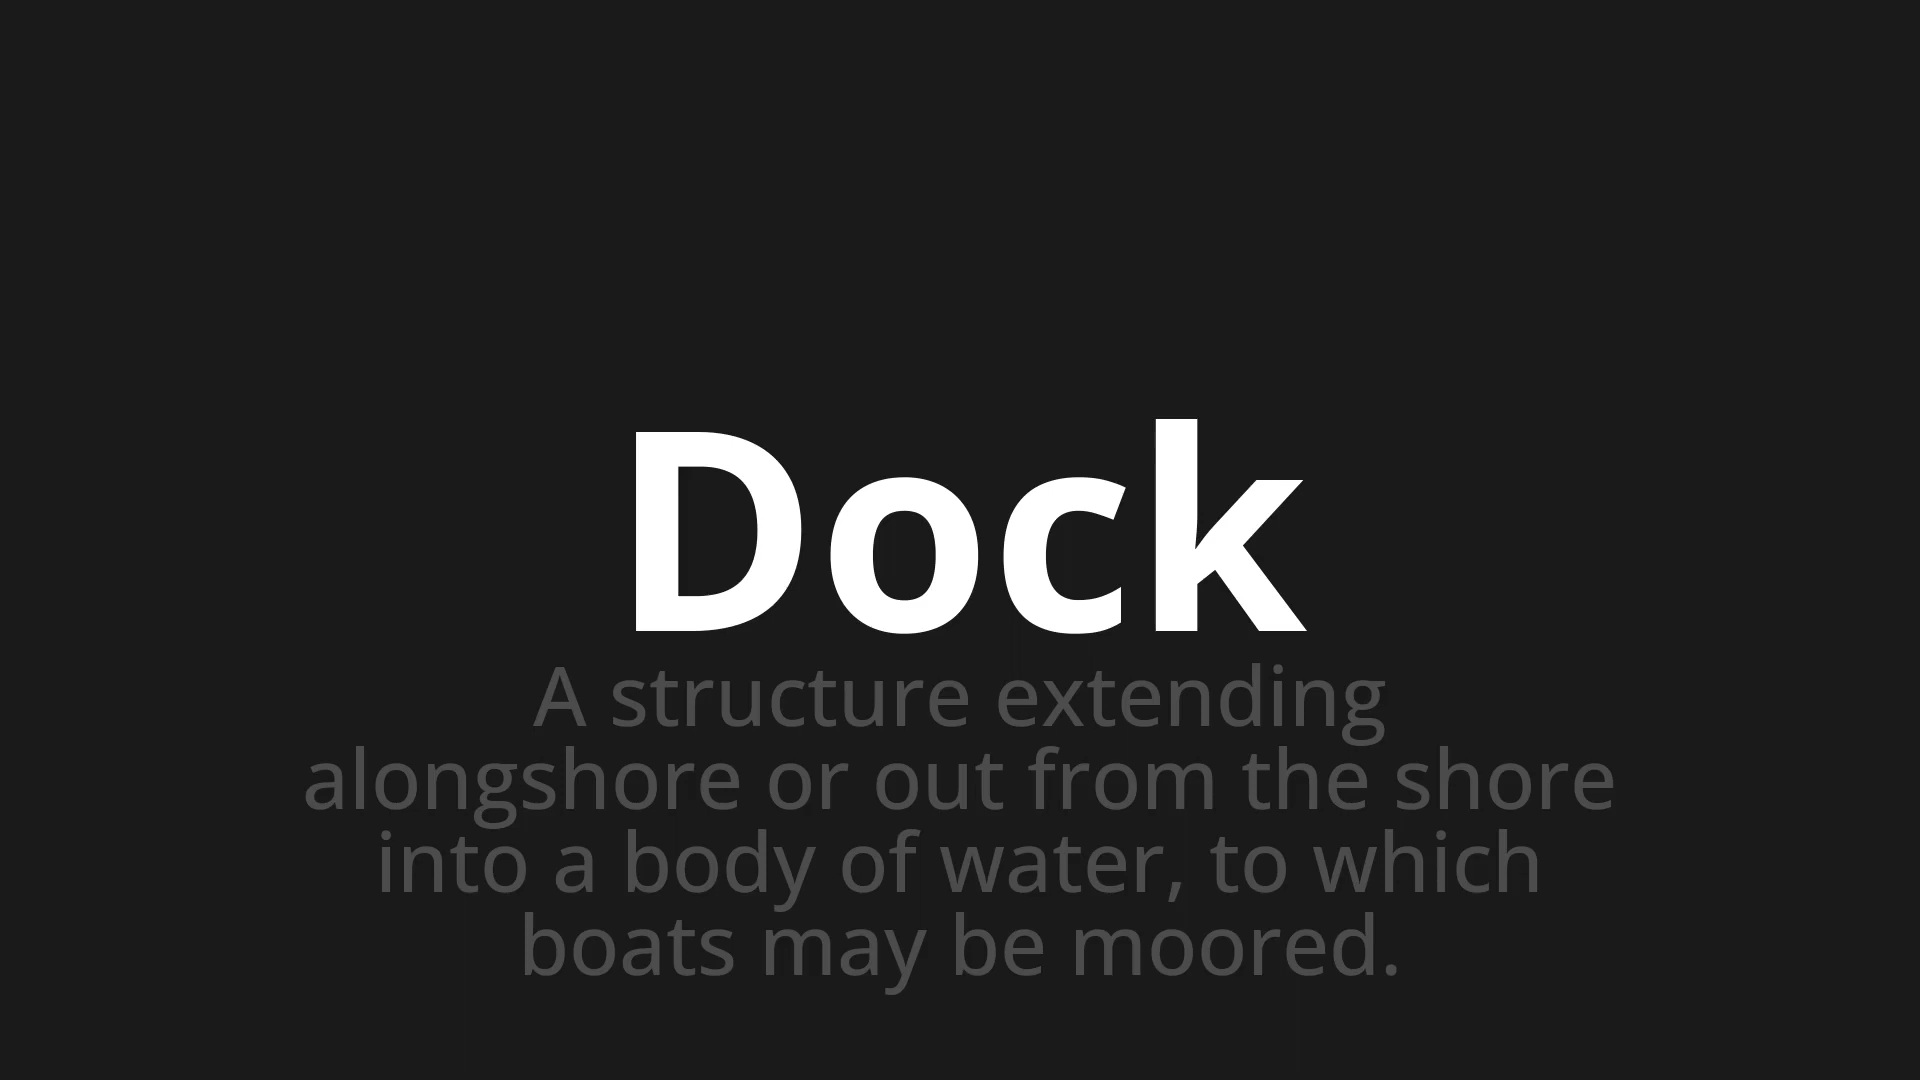 Dock
A structure extending
alongshore or out from the shore
into a body of water, to which
boats may be moored.